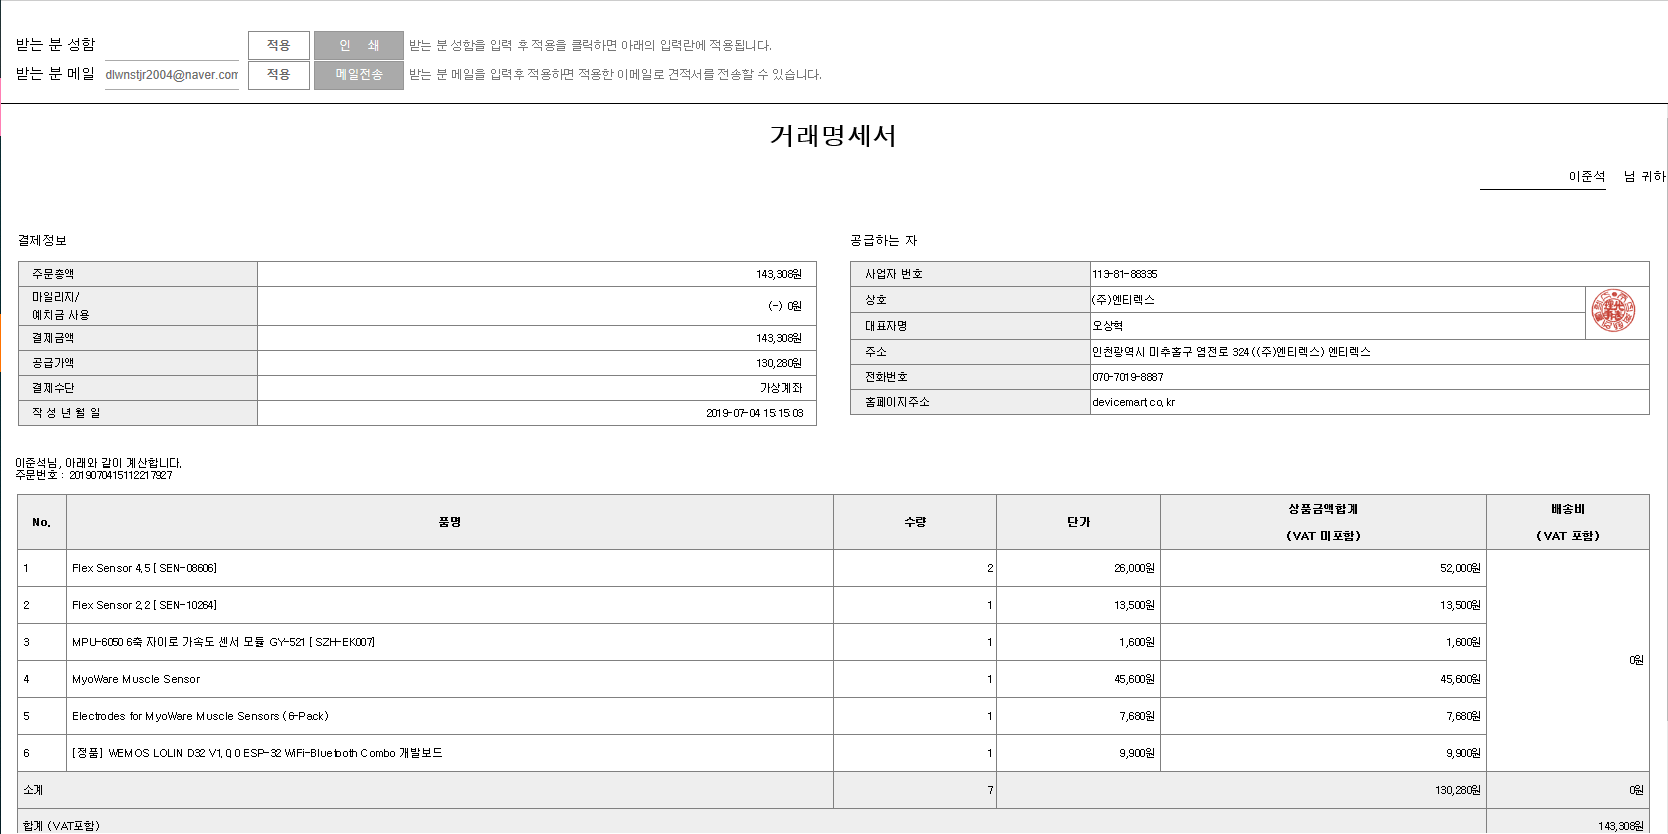 받는 분 성함 적용 인 쇄 받는 분 성함을 입력 후 적용을 클릭하면 아래의 입력란에 적용됩니다.
받는 분 메일 dlwnstjr2004@naver.com 적용 메일전송 받는 분 메일을 입력후 적용하면 적용한 이메일로 견적서를 전송할 수 있습니다.
거래명세서
이준석 님 귀하
결제정보
주문총액 143,308원
마일리지/
예치금 사용 (-) 0원
결제금액 143,308원
공급가액 130,280원
결제수단 가상계좌
작 성 년 월 일 2019-07-04 15:15:03
공급하는 자
사업자 번호 113-81-88335
상호 (주)엔티렉스
대표자명 오상혁
주소 인천광역시 미추홀구 염전로 324 ((주)엔티렉스) 엔티렉스
전화번호 070-7019-8887
홈페이지주소 devicemart.co.kr
이준석님, 아래와 같이 계산합니다.
주문번호 : 2019070415112217927
No. 품명 수량 단가 상품금액합계 (VAT 미포함) 배송비 (VAT 포함)
1 Flex Sensor 4.5 [ SEN-08606] 2 26,000원 52,000원
2 Flex Sensor 2.2 [ SEN-10264] 1 13,500원 13,500원
3 MPU-6050 6축 자이로 가속도 센서 모듈 GY-521 [ SZH-EK007] 1 1,600원 1,600원
0원
4 MyoWare Muscle Sensor 1 45,600원 45,600원
5 Electrodes for MyoWare Muscle Sensors (6-Pack) 1 7,680원 7,680원
6 [정품] WEMOS LOLIN D32 V1.0.0 ESP-32 WiFi-Bluetooth Combo 개발보드 1 9,900원 9,900원
소계 7 130,280원 0원
합계 (VAT포함) 143,308원